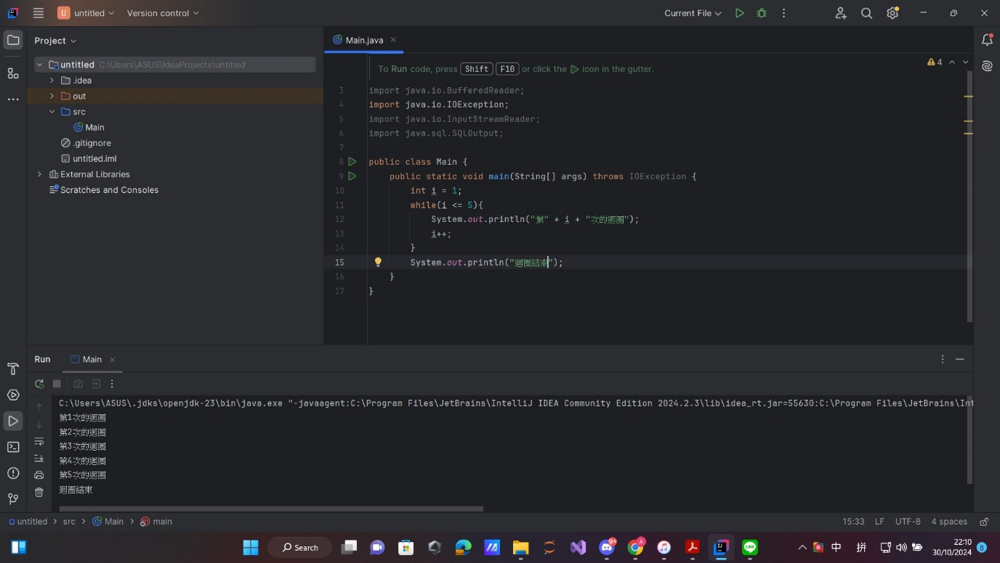 U untitled Version control Current File
Project
Main.java
untitled C:\Users\ASUS\IdeaProjects\untitled
.idea
out
src
Main
.gitignore
untitled.iml
External Libraries
Scratches and Consoles
To Run code, press Shift F10 or click the icon in the gutter.
4
3 import java.io.BufferedReader;
4 import java.io.IOException;
5 import java.io.InputStreamReader;
6 import java.sql.SQLOutput;
7
8 public class Main {
9 public static void main(String[] args) throws IOException {
10 int i = 1;
11 while(i <= 5){
12 System.out.println("第" + i + "次的迴圈");
13 i++;
14 }
15 System.out.println("迴圈結束");
16 }
17 }
Run Main
C:\Users\ASUS\.jdks\openjdk-23\bin\java.exe "-javaagent:C:\Program Files\JetBrains\IntelliJ IDEA Community Edition 2024.2.3\lib\idea_rt.jar=55630:C:\Program Files\JetBrains\Int
第1次的迴圈
第2次的迴圈
第3次的迴圈
第4次的迴圈
第5次的迴圈
迴圈結束
untitled > src > Main > main 15:33 LF UTF-8 4 spaces
Search 9+ A 中 拼 22:10 8
30/10/2024